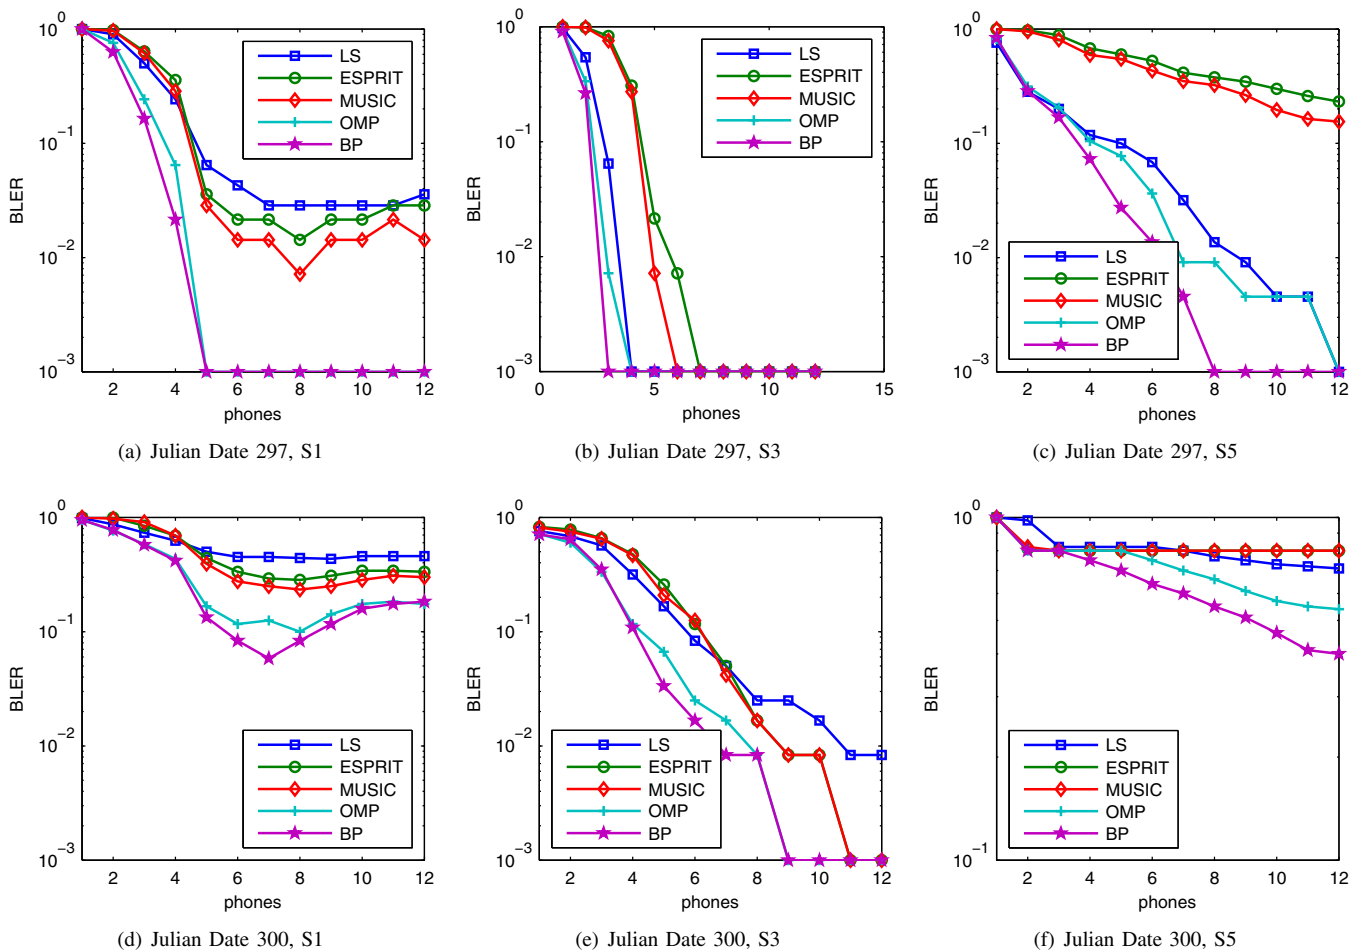 10^0
10^−1
10^−2
10^−3
BLER
2 4 6 8 10 12
phones
LS
ESPRIT
MUSIC
OMP
BP
(a) Julian Date 297, S1
10^0
10^−1
10^−2
10^−3
BLER
0 5 10 15
phones
LS
ESPRIT
MUSIC
OMP
BP
(b) Julian Date 297, S3
10^0
10^−1
10^−2
10^−3
BLER
2 4 6 8 10 12
phones
LS
ESPRIT
MUSIC
OMP
BP
(c) Julian Date 297, S5
10^0
10^−1
10^−2
10^−3
BLER
2 4 6 8 10 12
phones
LS
ESPRIT
MUSIC
OMP
BP
(d) Julian Date 300, S1
10^0
10^−1
10^−2
10^−3
BLER
2 4 6 8 10 12
phones
LS
ESPRIT
MUSIC
OMP
BP
(e) Julian Date 300, S3
10^0
10^−1
BLER
2 4 6 8 10 12
phones
LS
ESPRIT
MUSIC
OMP
BP
(f) Julian Date 300, S5